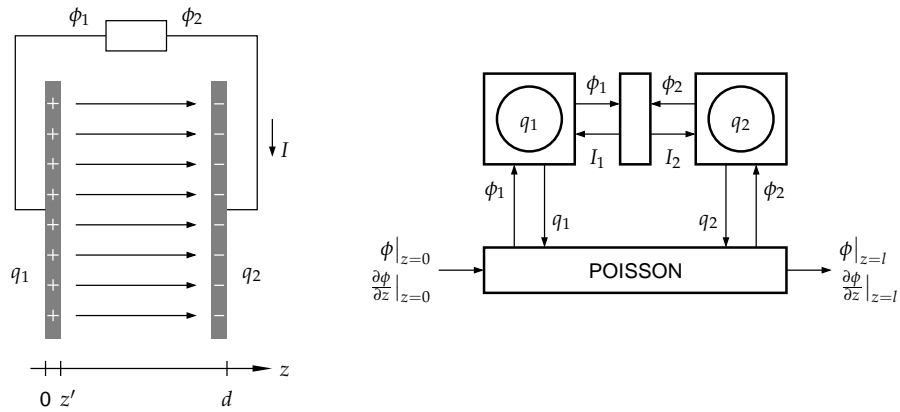 ϕ₁ ϕ₂
+ −
+ −
+ −
+ −
+ −
+ −
+ −
+ −
I
q₁ q₂
z
0 z′ d
ϕ₁ ϕ₂
q₁ q₂
I₁ I₂
ϕ₁ ϕ₂
q₁ q₂
ϕ|z=0 POISSON ϕ|z=l
∂ϕ/∂z|z=0 ∂ϕ/∂z|z=l